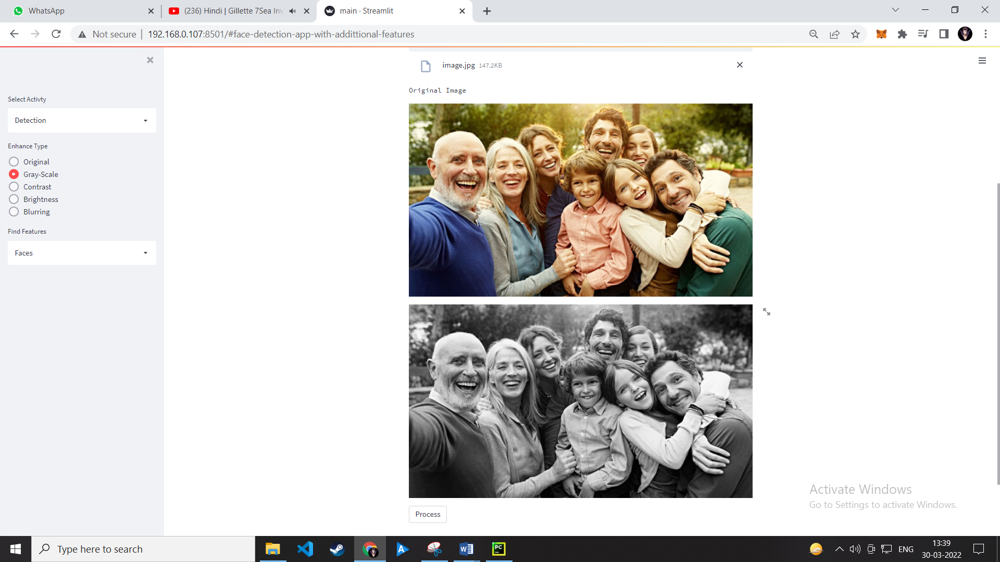 WhatsApp
(236) Hindi | Gillette 7Sea Inv
main · Streamlit
Not secure
192.168.0.107:8501/#face-detection-app-with-addittional-features
image.jpg 147.2KB
Original Image
Select Activty
Detection
Enhance Type
Original
Gray-Scale
Contrast
Brightness
Blurring
Find Features
Faces
Process
Activate Windows
Go to Settings to activate Windows.
Type here to search
W
PC
ENG
13:39
30-03-2022